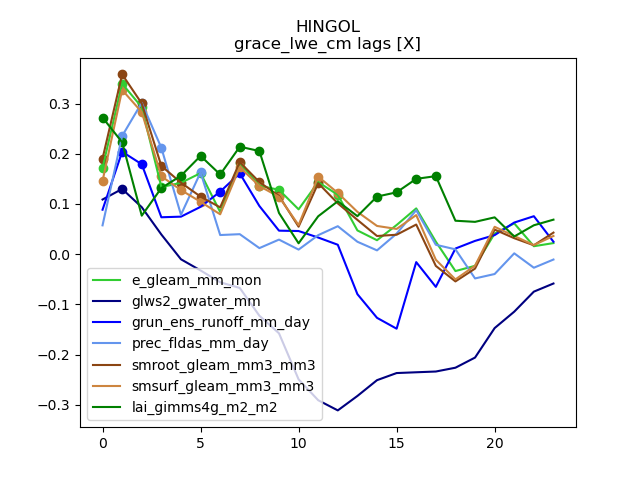 HINGOL
grace_lwe_cm lags [X]
0.3
0.2
0.1
0.0
−0.1
−0.2
−0.3
e_gleam_mm_mon
glws2_gwater_mm
grun_ens_runoff_mm_day
prec_fldas_mm_day
smroot_gleam_mm3_mm3
smsurf_gleam_mm3_mm3
lai_gimms4g_m2_m2
0 5 10 15 20